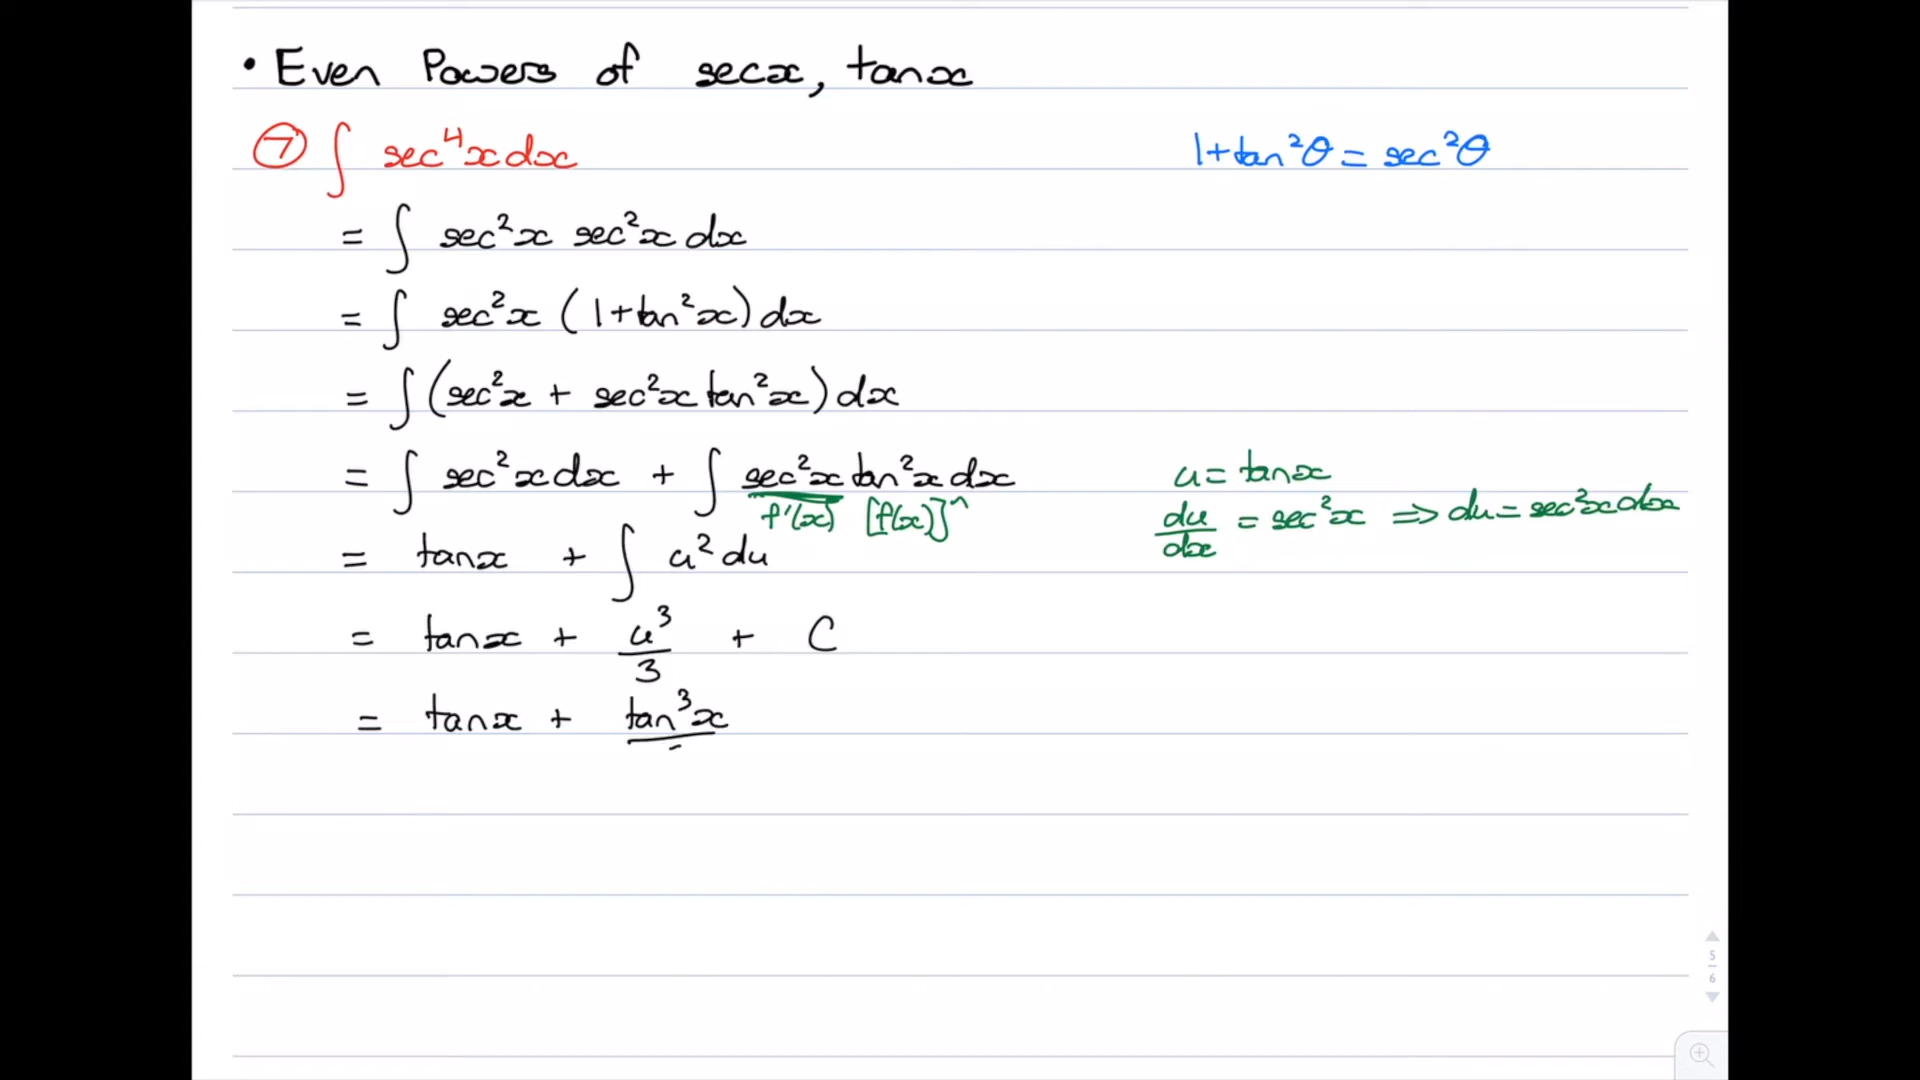 • Even Powers of secx, tanx
⑦ ∫ sec⁴x dx
1+tan²θ = sec²θ
= ∫ sec²x sec²x dx
= ∫ sec²x (1+tan²x) dx
= ∫ (sec²x + sec²x tan²x) dx
= ∫ sec²x dx + ∫ sec²x tan²x dx
f'(x) [f(x)]ⁿ
u = tanx
du/dx = sec²x ⇒ du = sec²x dx
= tanx + ∫ u² du
= tanx + u³/3 + C
= tanx + tan³x
5
6